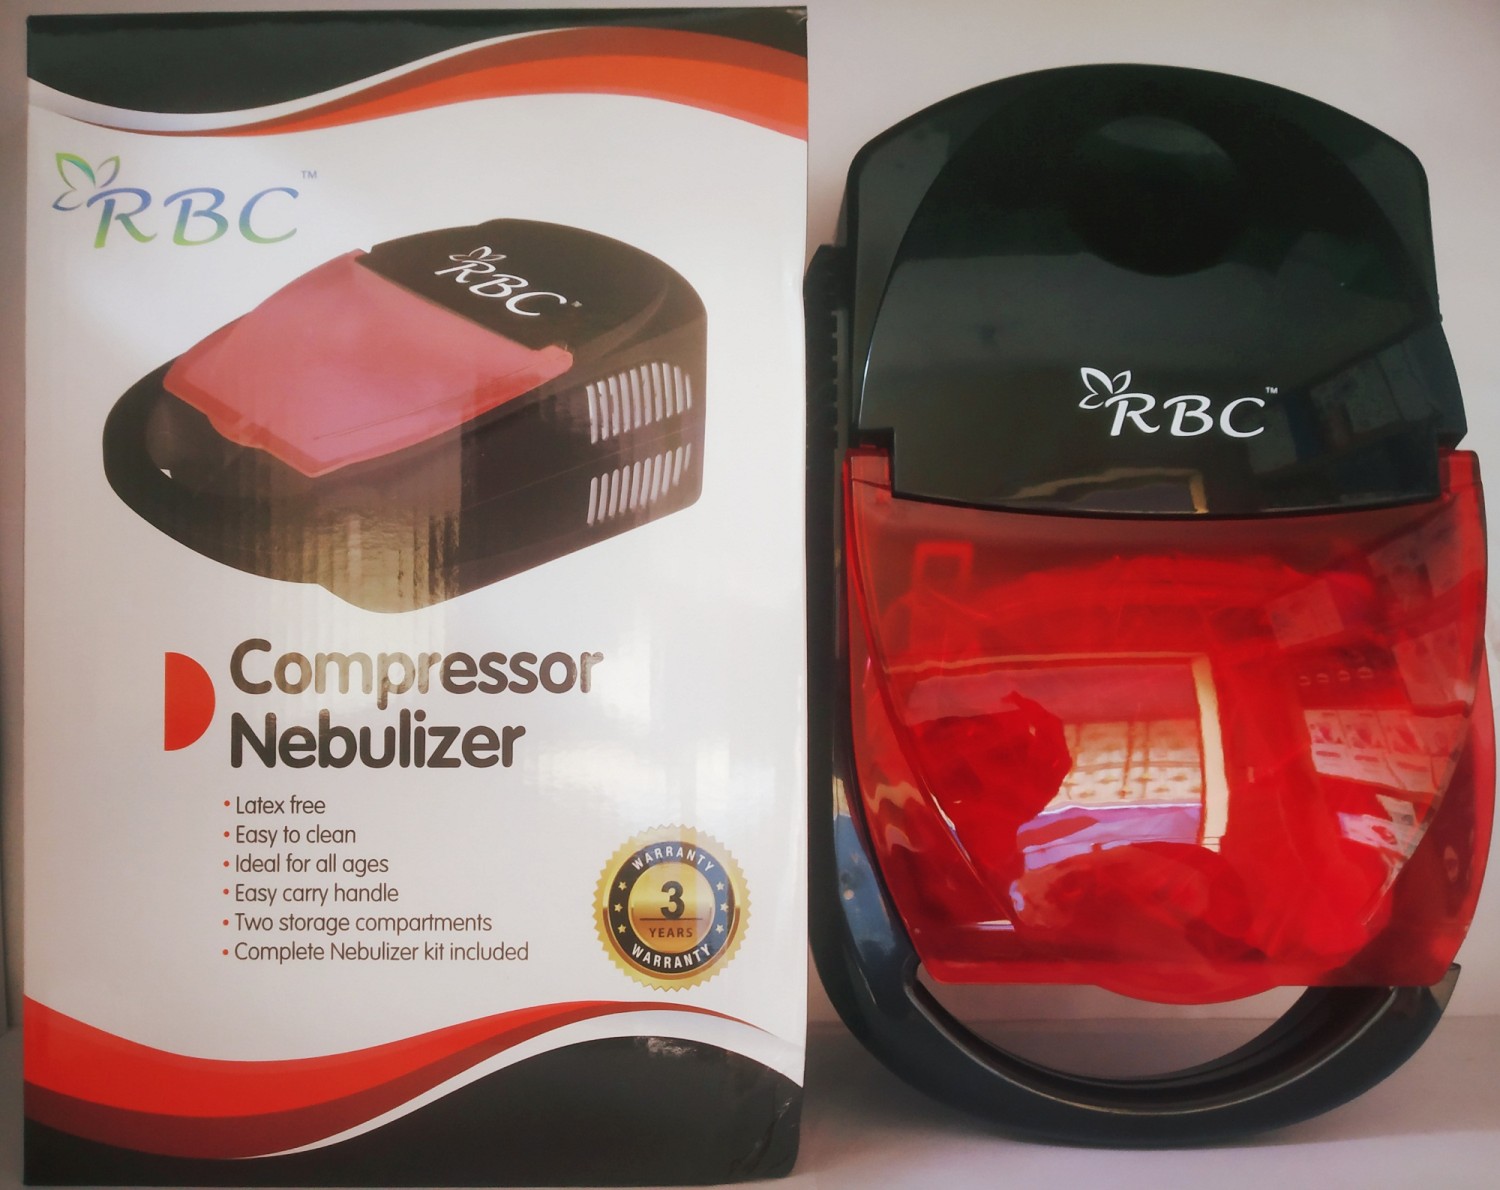 RBC™
RBC™
Compressor
Nebulizer
• Latex free
• Easy to clean
• Ideal for all ages
• Easy carry handle
• Two storage compartments
• Complete Nebulizer kit included
WARRANTY
3
YEARS
WARRANTY
RBC™